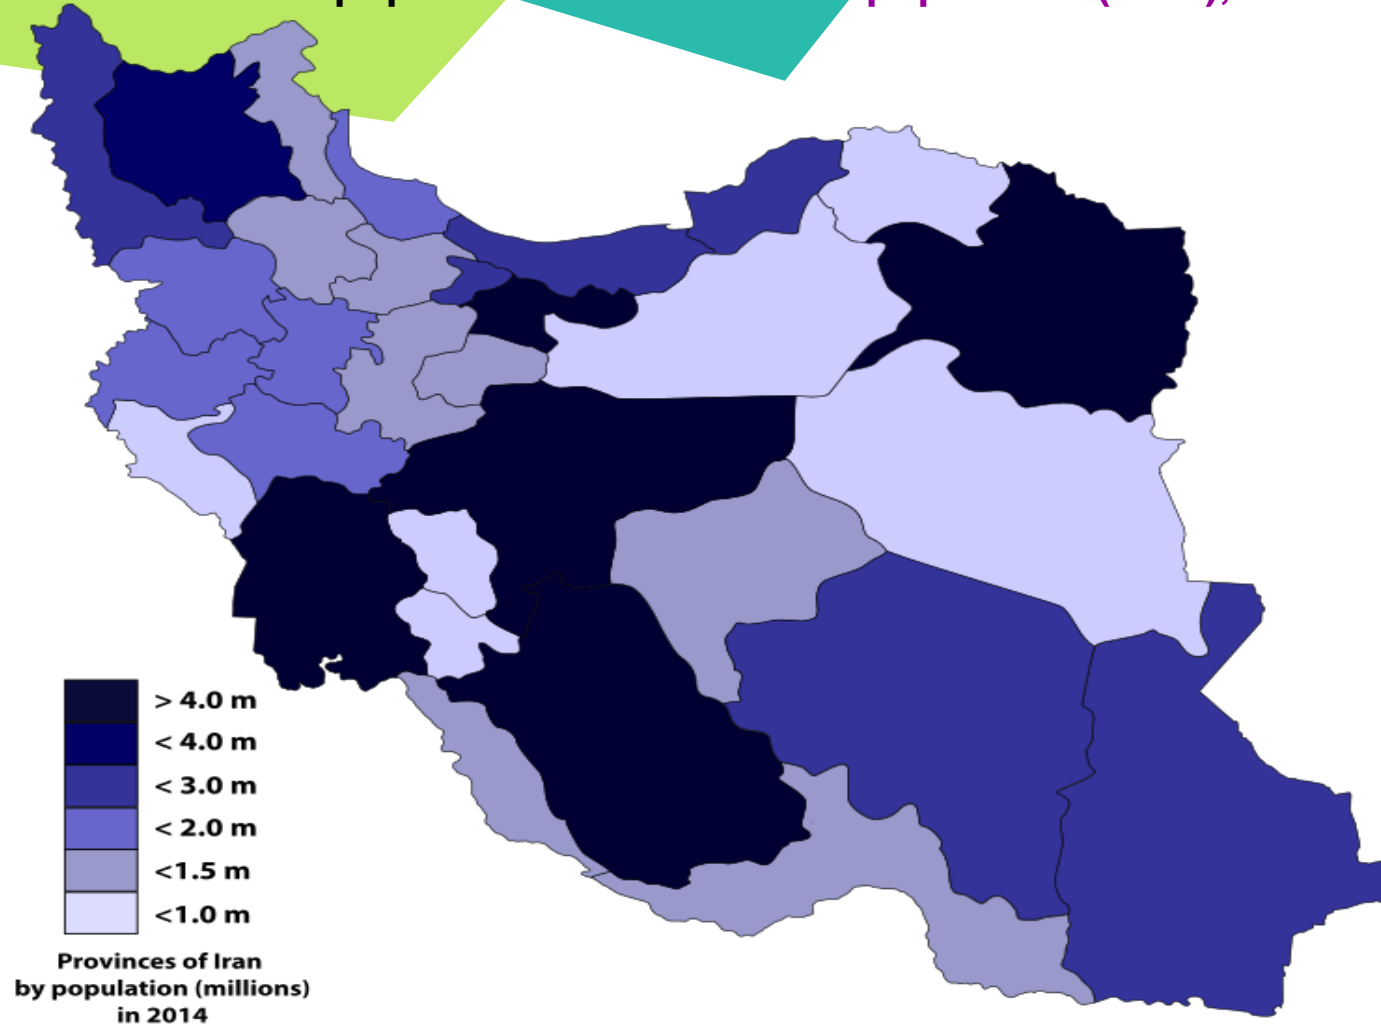 > 4.0 m
< 4.0 m
< 3.0 m
< 2.0 m
<1.5 m
<1.0 m
Provinces of Iran
by population (millions)
in 2014